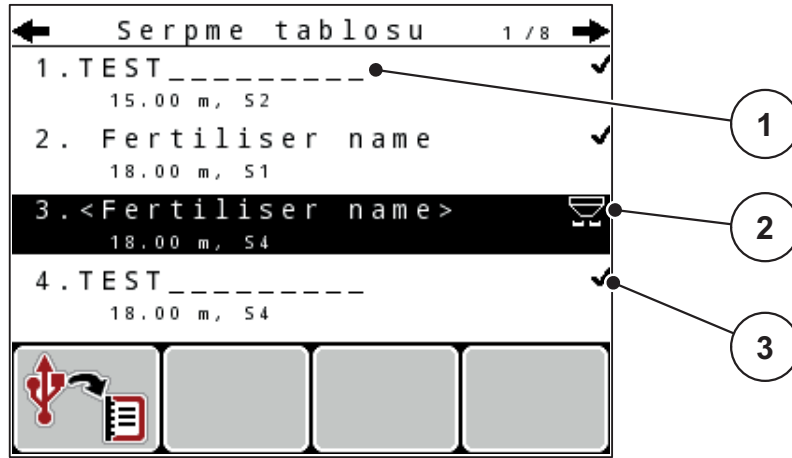 Serpme tablosu 1/8
1.TEST_________
15.00 m, S2
2. Fertiliser name
18.00 m, S1
3.<Fertiliser name>
18.00 m, S4
4.TEST_________
18.00 m, S4
1
2
3